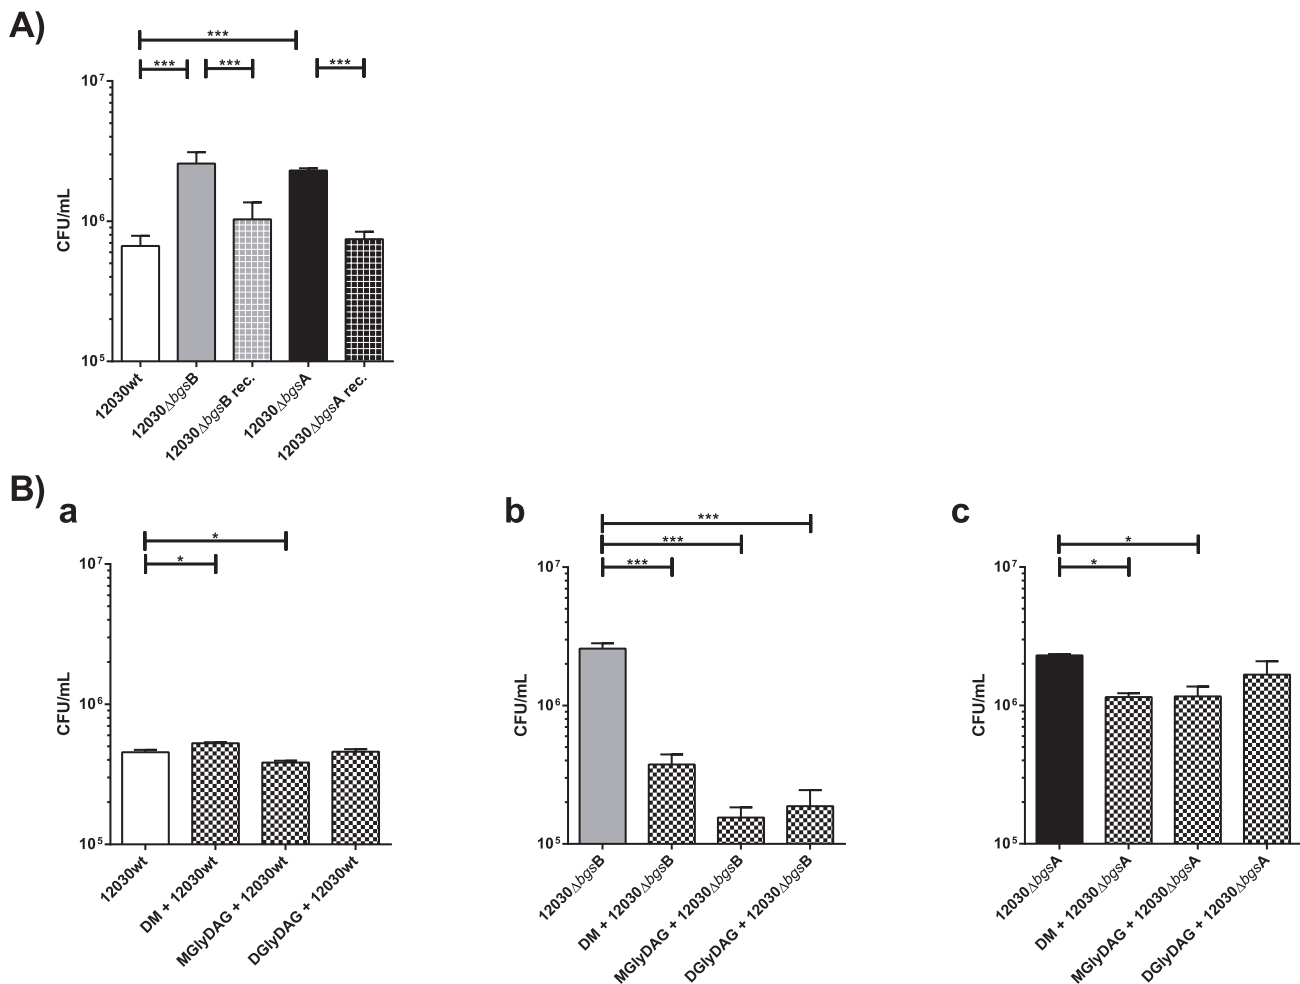 A)
***
*** *** ***
10⁷
10⁶
10⁵
CFU/mL
12030wt
12030ΔbgsB
12030ΔbgsB rec.
12030ΔbgsA
12030ΔbgsA rec.
B)
a
*
*
10⁷
10⁶
10⁵
CFU/mL
12030wt
DM + 12030wt
MGlyDAG + 12030wt
DGlyDAG + 12030wt
b
***
***
***
10⁷
10⁶
10⁵
CFU/mL
12030ΔbgsB
DM + 12030ΔbgsB
MGlyDAG + 12030ΔbgsB
DGlyDAG + 12030ΔbgsB
c
*
*
10⁷
10⁶
10⁵
CFU/mL
12030ΔbgsA
DM + 12030ΔbgsA
MGlyDAG + 12030ΔbgsA
DGlyDAG + 12030ΔbgsA